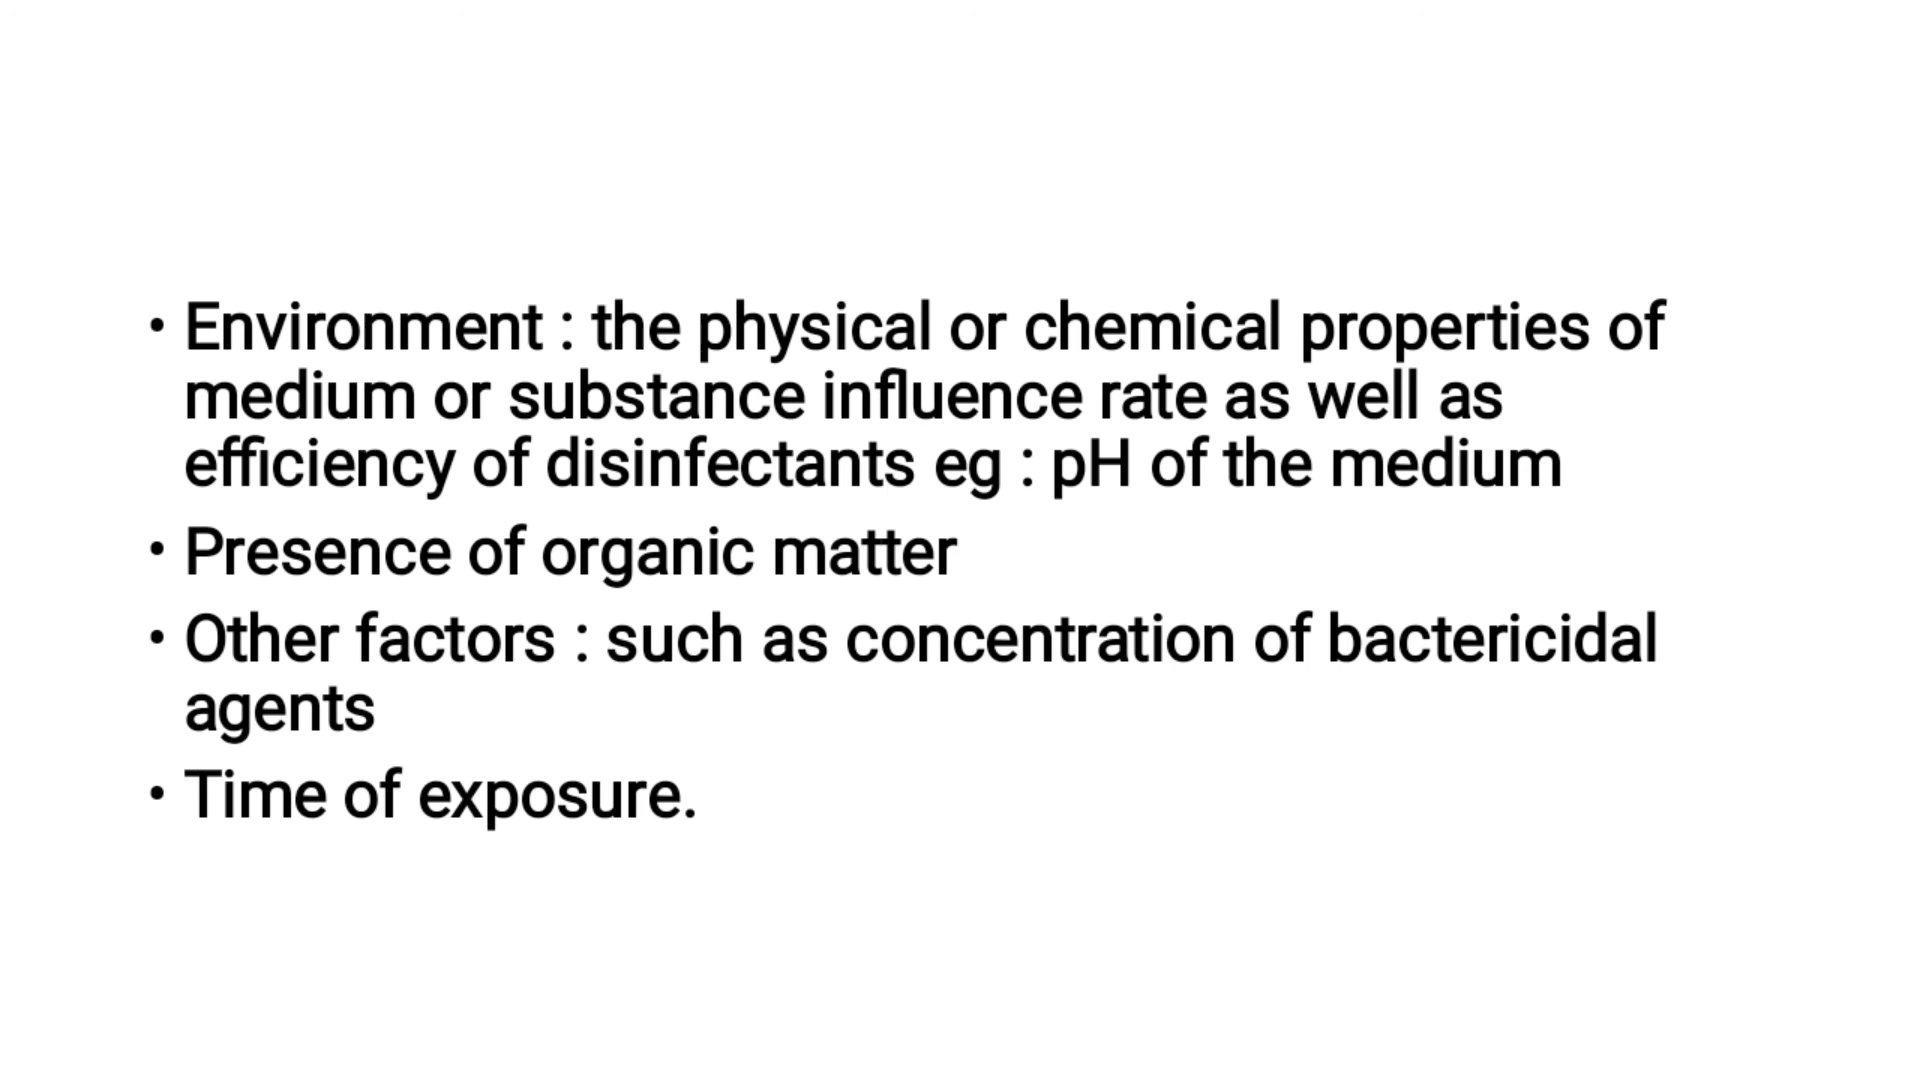 • Environment : the physical or chemical properties of
medium or substance influence rate as well as
efficiency of disinfectants eg : pH of the medium
• Presence of organic matter
• Other factors : such as concentration of bactericidal
agents
• Time of exposure.